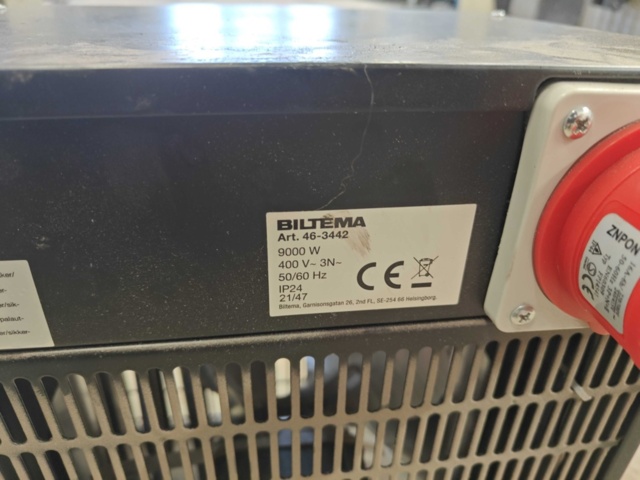 BILTEMA
Art. 46-3442
9000 W
400 V~ 3N~
50/60 Hz
IP24
21/47
CE
Biltema, Garnisonsgatan 26, 2nd FL, SE-254 66 Helsingborg.
ZNPON